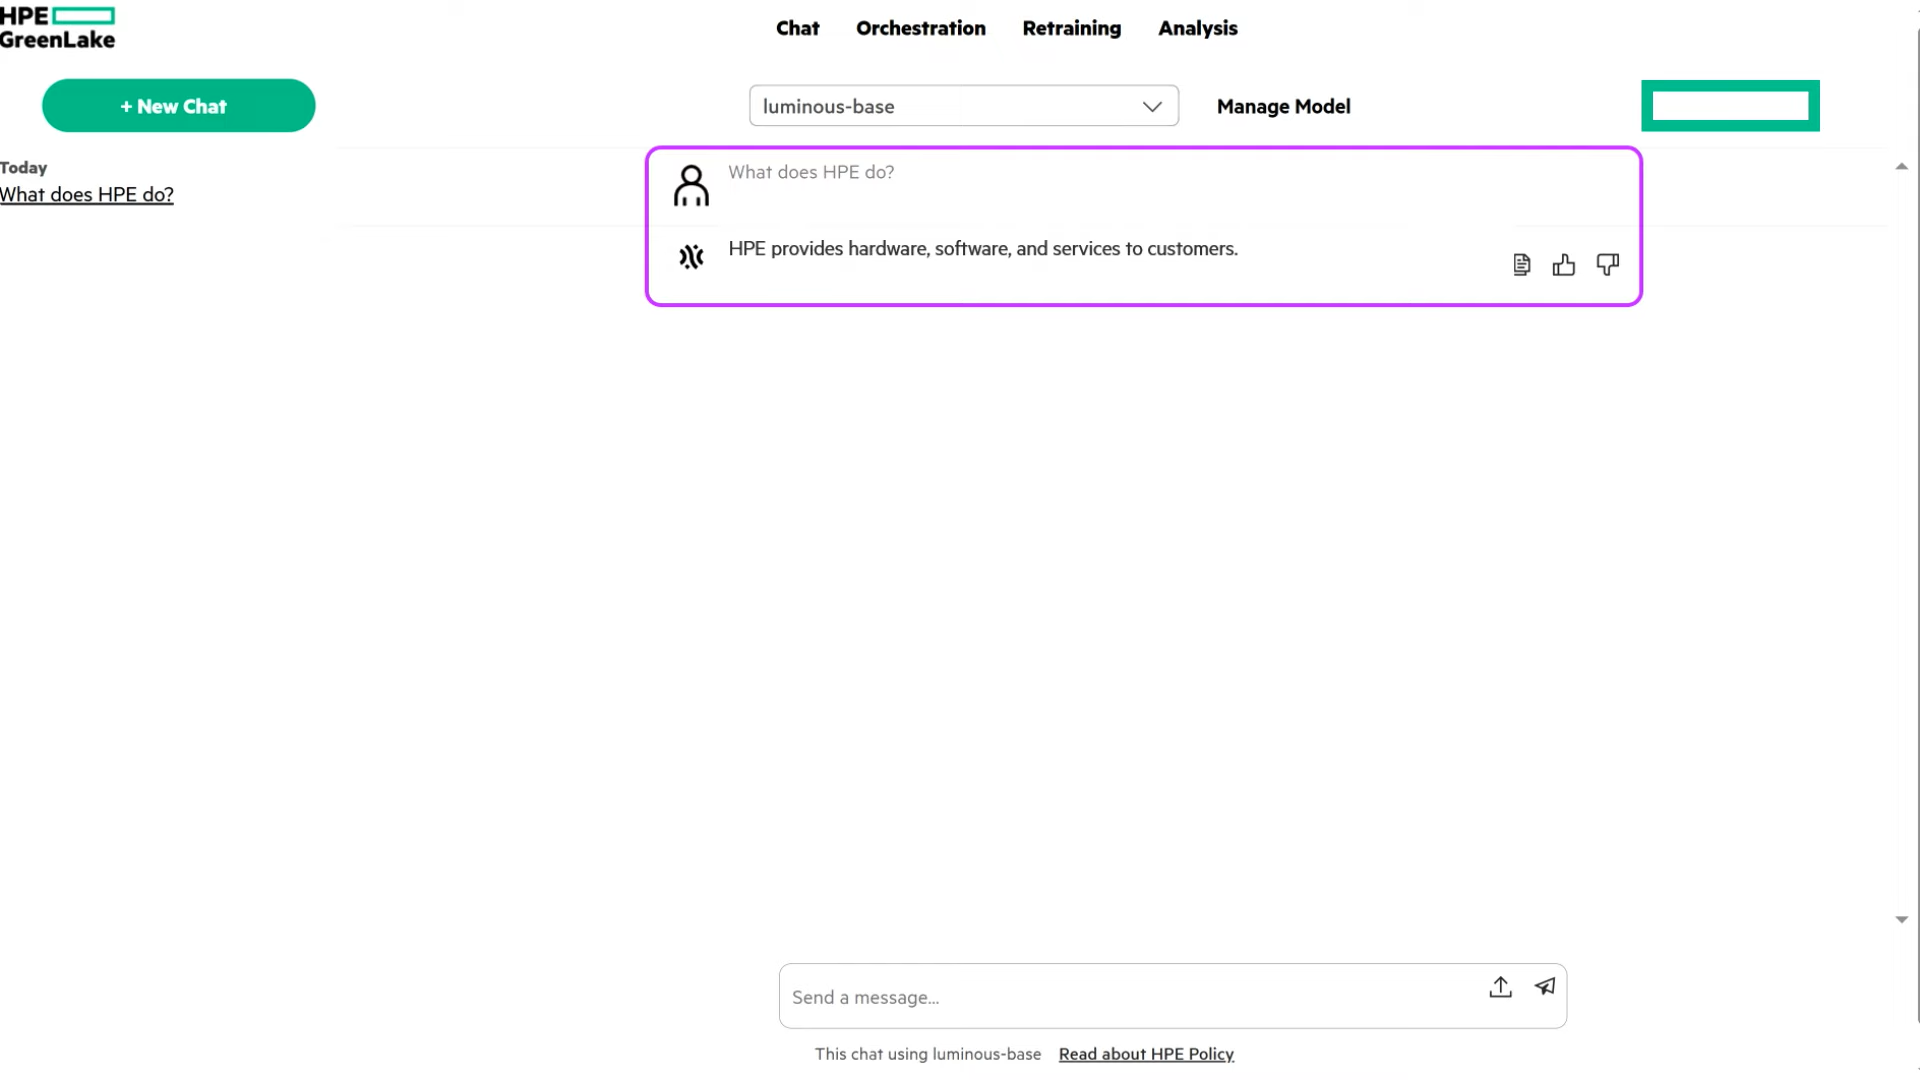 HPE
GreenLake
Chat Orchestration Retraining Analysis
+ New Chat
luminous-base
Manage Model
Today
What does HPE do?
What does HPE do?
HPE provides hardware, software, and services to customers.
Send a message...
This chat using luminous-base Read about HPE Policy